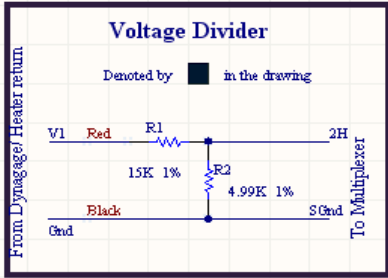 Voltage Divider
Denoted by in the drawing
From Dynagage/ Heater return
V1 Red R1 2H
15K 1%
R2
4.99K 1%
Black SGnd
Gnd
To Multiplexer